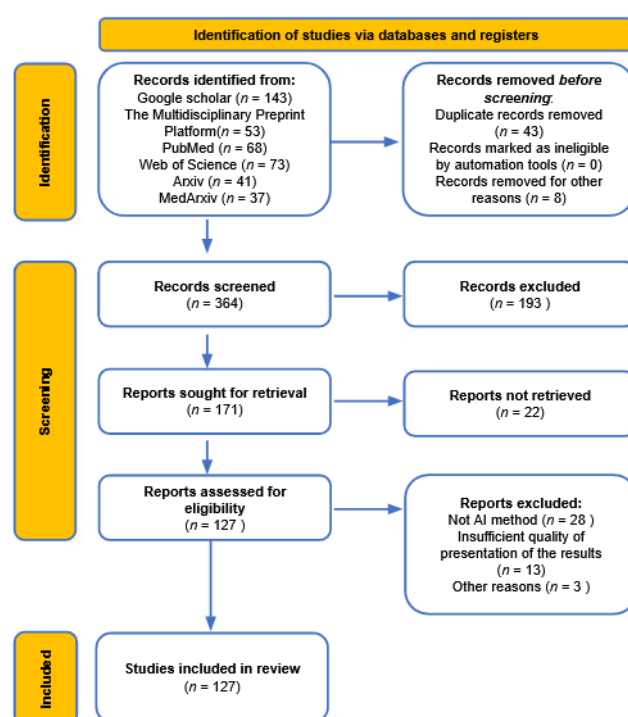 Identification of studies via databases and registers
Identification
Records identified from:
Google scholar (n = 143)
The Multidisciplinary Preprint
Platform(n = 53)
PubMed (n = 68)
Web of Science (n = 73)
Arxiv (n = 41)
MedArxiv (n = 37)
Records removed before
screening:
Duplicate records removed
(n = 43)
Records marked as ineligible
by automation tools (n = 0)
Records removed for other
reasons (n = 8)
Screening
Records screened
(n = 364)
Records excluded
(n = 193 )
Reports sought for retrieval
(n = 171)
Reports not retrieved
(n = 22)
Reports assessed for
eligibility
(n = 127 )
Reports excluded:
Not AI method (n = 28 )
Insufficient quality of
presentation of the results
(n = 13)
Other reasons (n = 3 )
Included
Studies included in review
(n = 127)